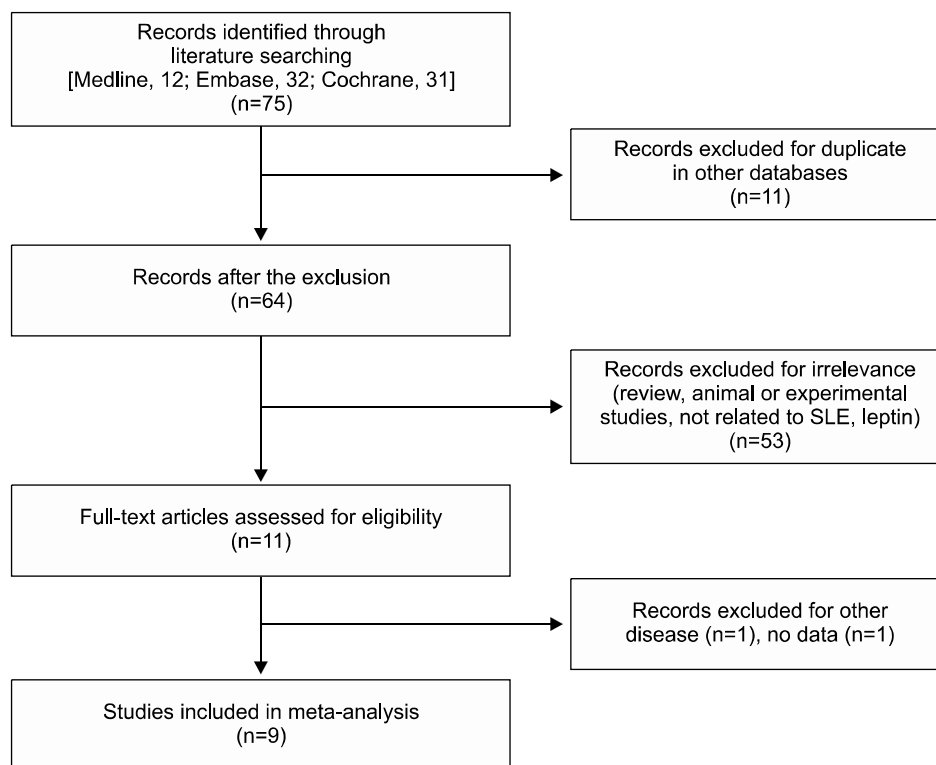 Records identified through
literature searching
[Medline, 12; Embase, 32; Cochrane, 31]
(n=75)
Records excluded for duplicate
in other databases
(n=11)
Records after the exclusion
(n=64)
Records excluded for irrelevance
(review, animal or experimental
studies, not related to SLE, leptin)
(n=53)
Full-text articles assessed for eligibility
(n=11)
Records excluded for other
disease (n=1), no data (n=1)
Studies included in meta-analysis
(n=9)